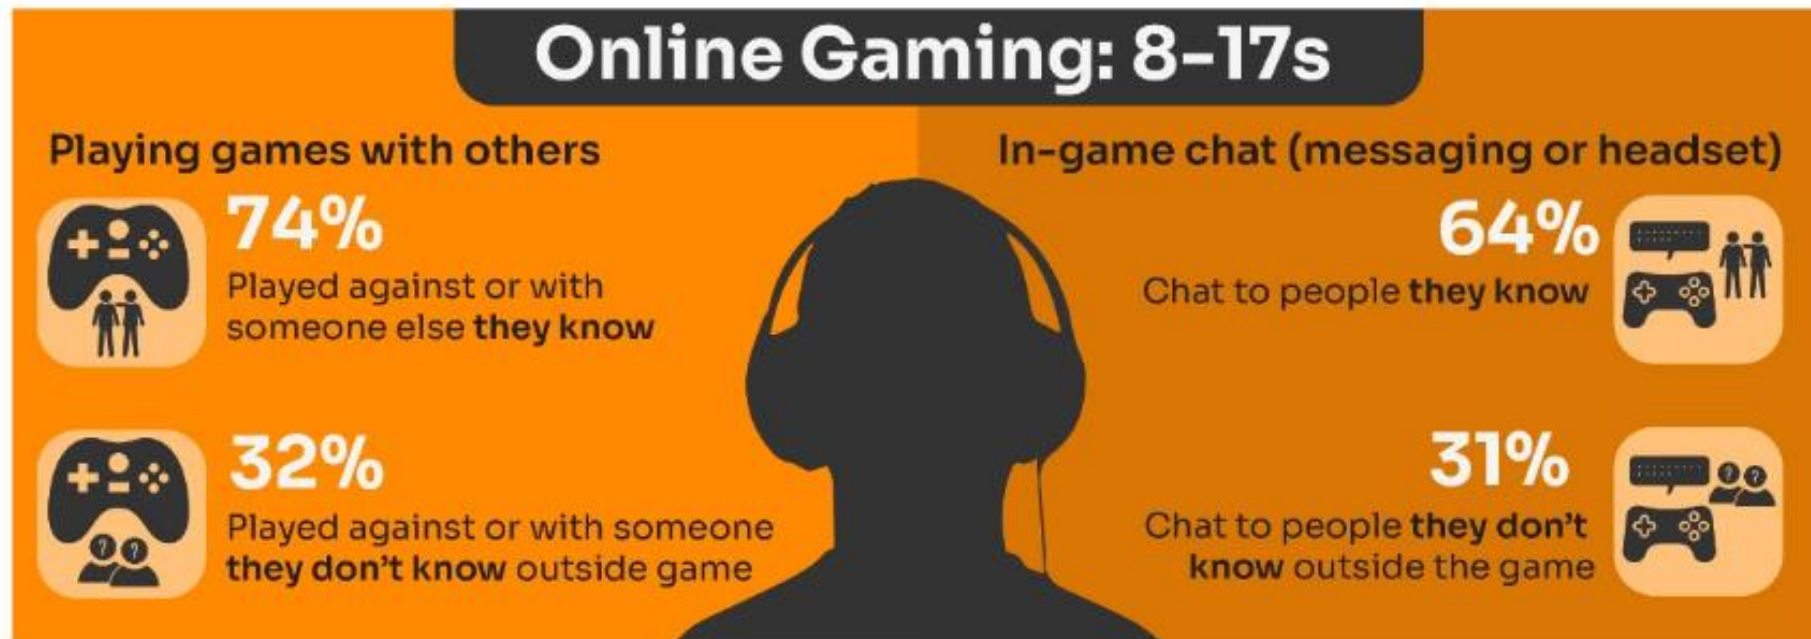 Online Gaming: 8-17s
Playing games with others
74%
Played against or with
someone else they know
32%
Played against or with someone
they don't know outside game
In-game chat (messaging or headset)
64%
Chat to people they know
31%
Chat to people they don't
know outside the game